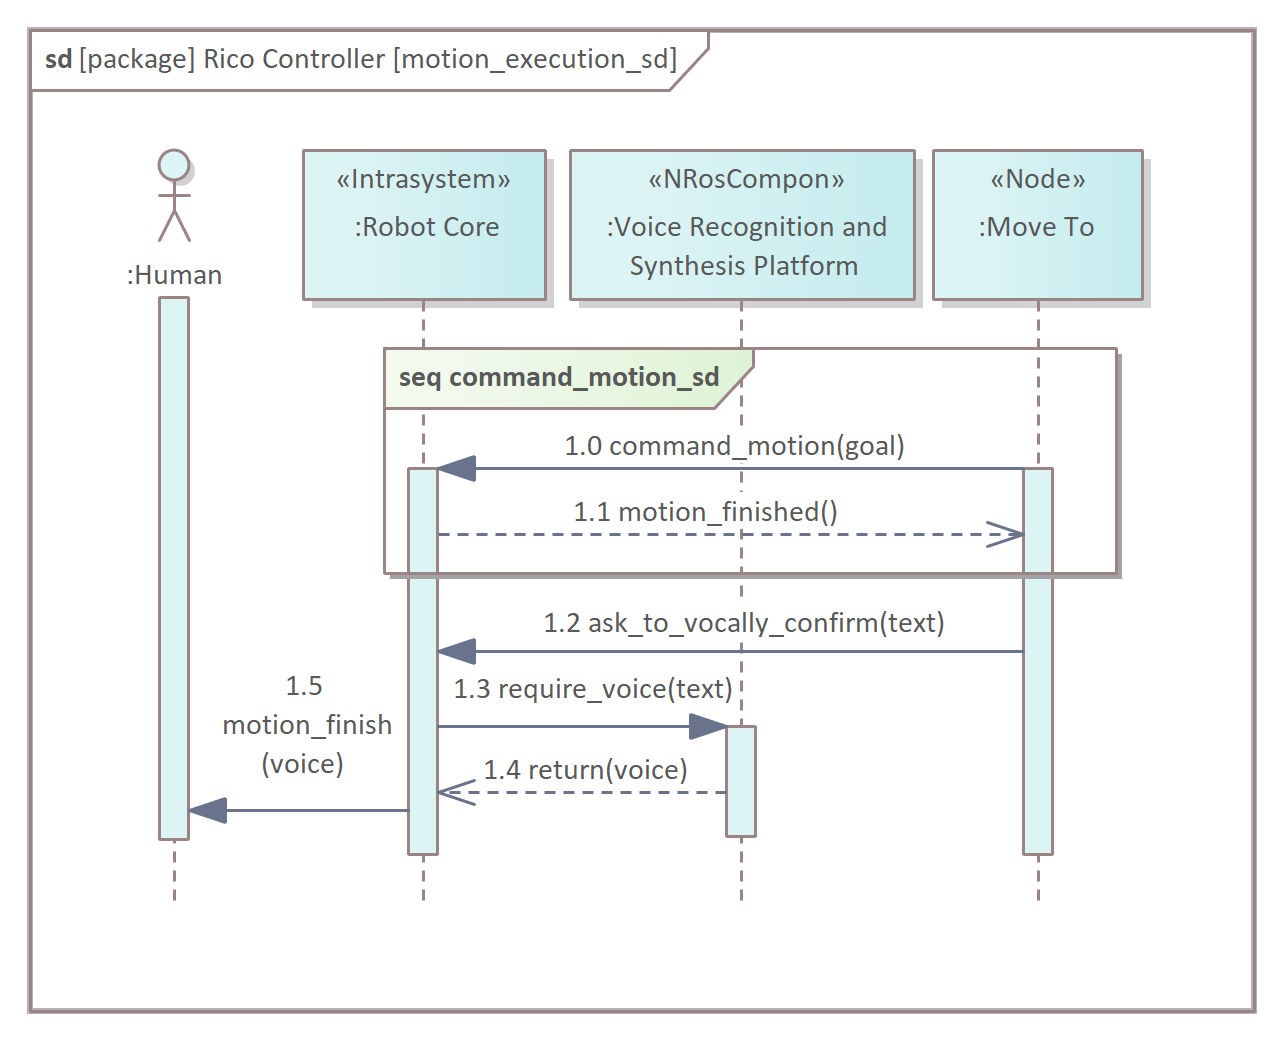 sd [package] Rico Controller [motion_execution_sd]
:Human
«Intrasystem»
:Robot Core
«NRosCompon»
:Voice Recognition and
Synthesis Platform
«Node»
:Move To
seq command_motion_sd
1.0 command_motion(goal)
1.1 motion_finished()
1.2 ask_to_vocally_confirm(text)
1.3 require_voice(text)
1.4 return(voice)
1.5
motion_finish
(voice)